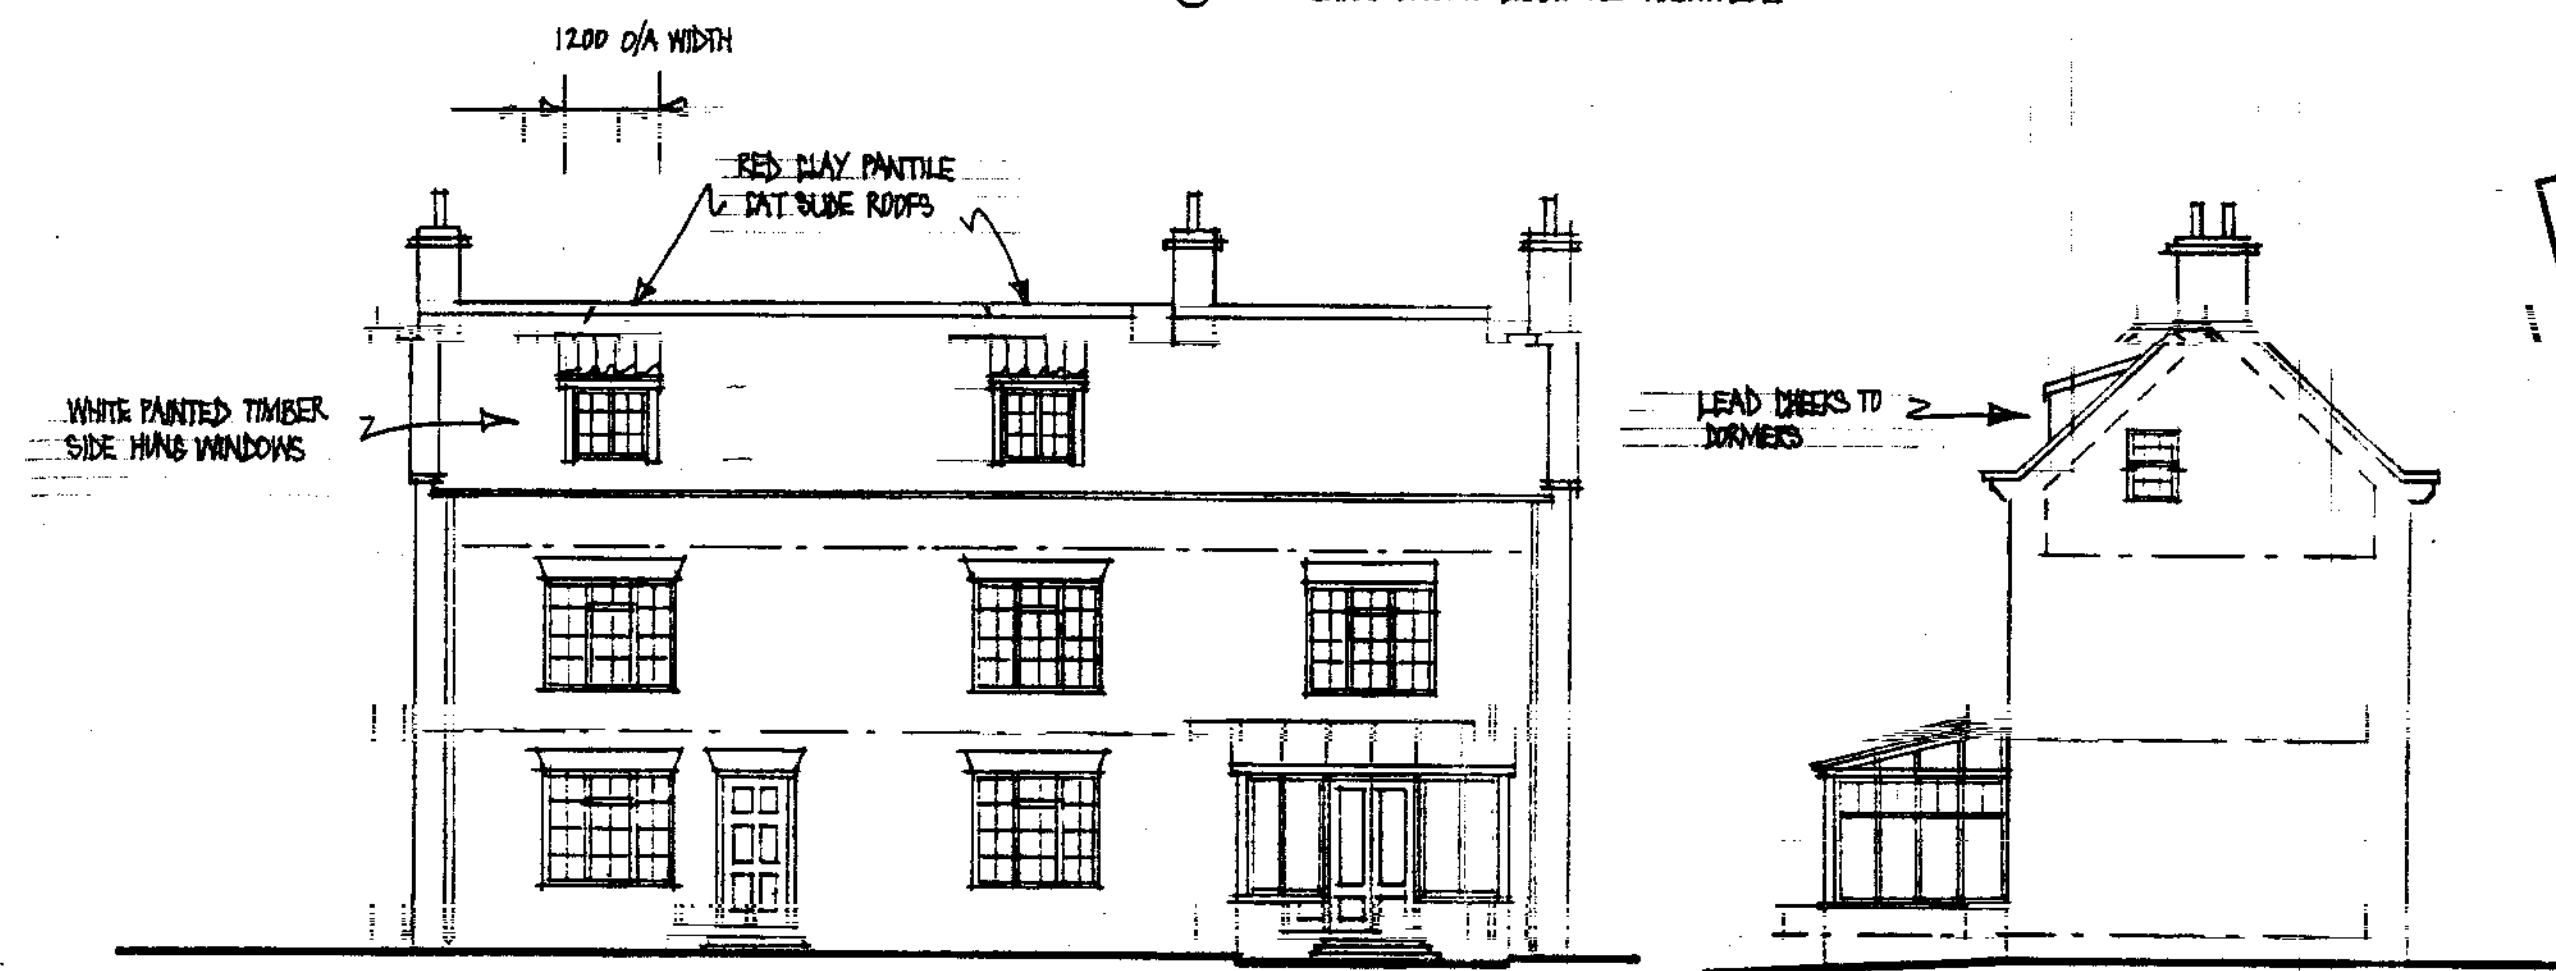 1200 O/A WIDTH
RED CLAY PANTILE
CAT SLIDE ROOFS
WHITE PAINTED TIMBER
SIDE HUNG WINDOWS
LEAD CHEEKS TO
DORMERS